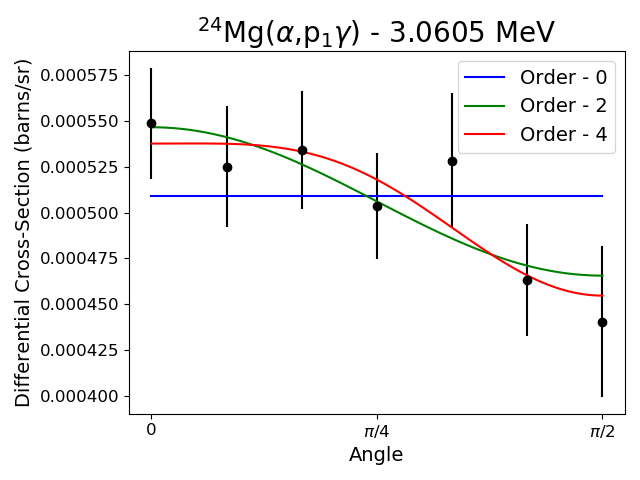 ²⁴Mg(α,p₁γ) - 3.0605 MeV
Order - 0
Order - 2
Order - 4
0.000575
0.000550
0.000525
0.000500
0.000475
0.000450
0.000425
0.000400
Differential Cross-Section (barns/sr)
0
π/4
π/2
Angle